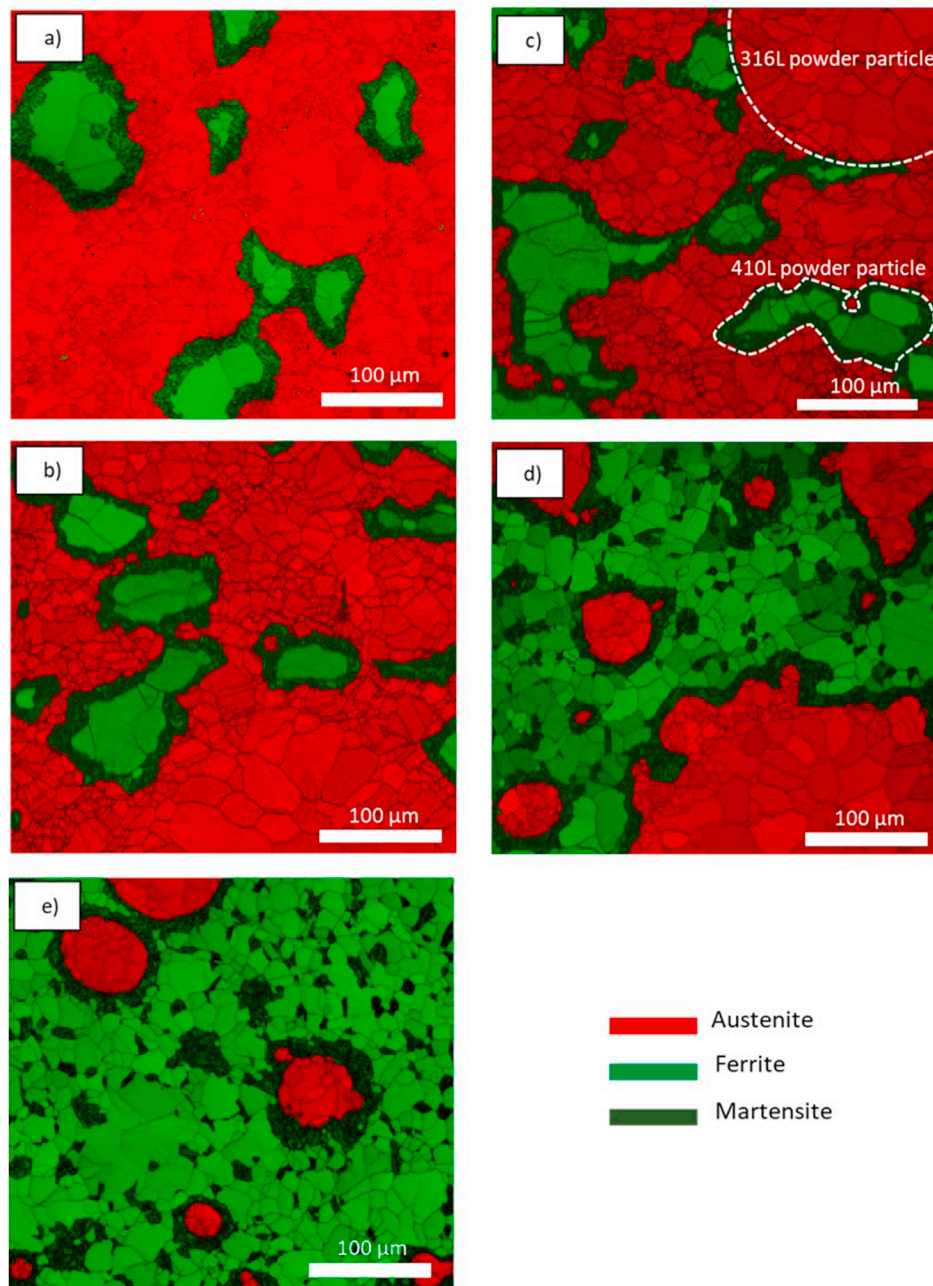 a)
100 µm
c)
316L powder particle
410L powder particle
100 µm
b)
100 µm
d)
100 µm
e)
100 µm
Austenite
Ferrite
Martensite